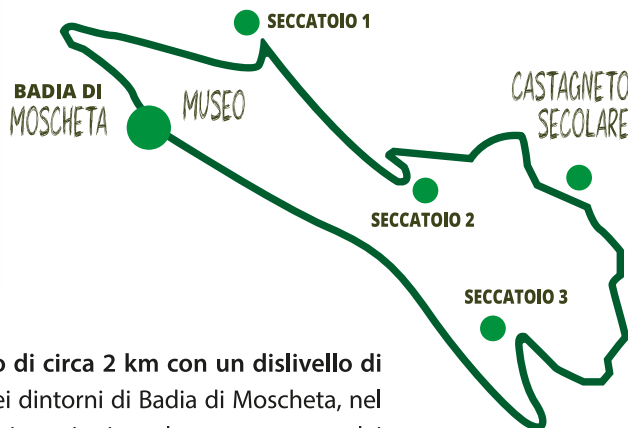 SECCATOIO 1
BADIA DI
MOSCHETA
MUSEO
CASTAGNETO
SECOLARE
SECCATOIO 2
SECCATOIO 3
di circa 2 km con un dislivello di
dintorni di Badia di Moscheta, nel